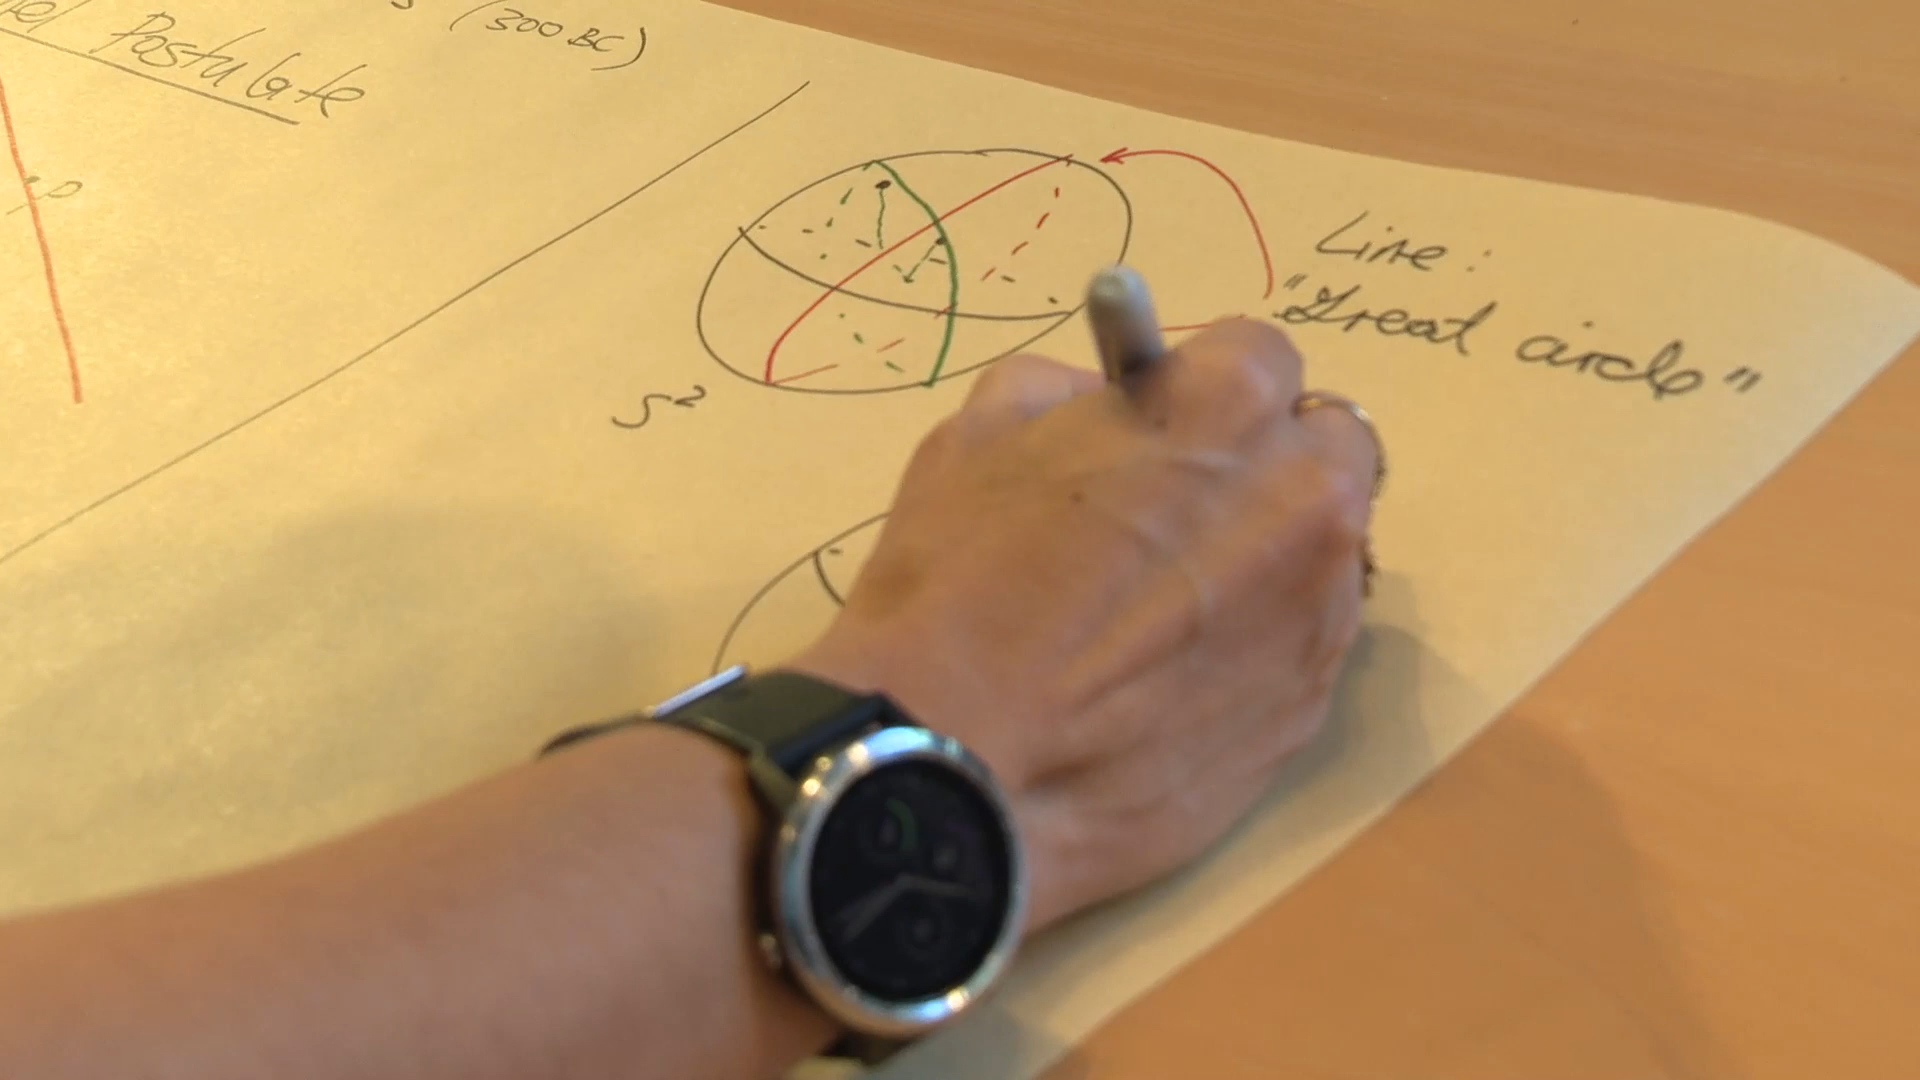 (300 BC)
Postulate
P
Line:
"Great circle"
S²